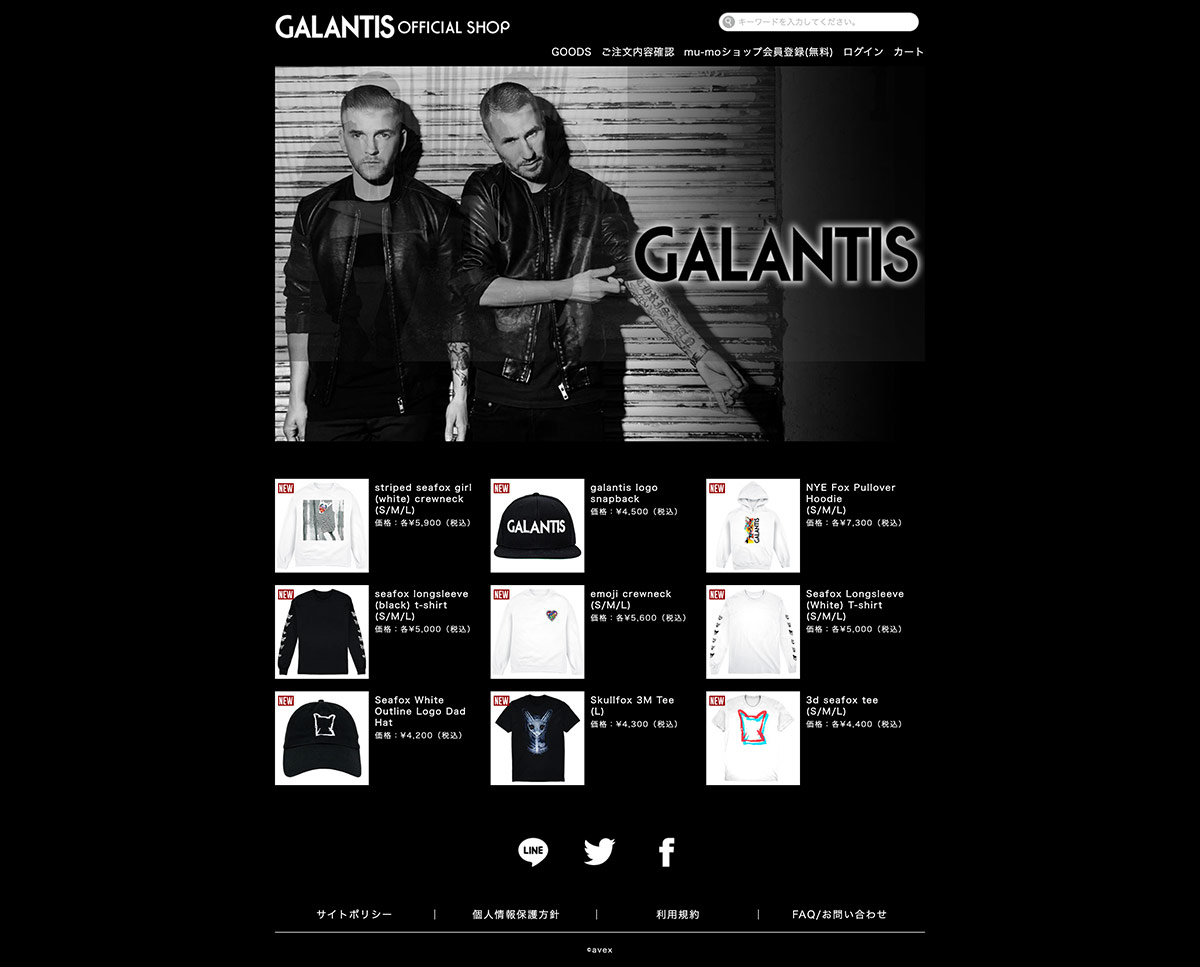 GALANTIS OFFICIAL SHOP
キーワードを入力してください。
GOODS ご注文内容確認 mu-moショップ会員登録(無料) ログイン カート
GALANTIS
NEW
striped seafox girl
(white) crewneck
(S/M/L)
価格：各¥5,900（税込）
NEW
GALANTIS
galantis logo
snapback
価格：¥4,500（税込）
NEW
GALANTIS
NYE Fox Pullover
Hoodie
(S/M/L)
価格：各¥7,300（税込）
NEW
seafox longsleeve
(black) t-shirt
(S/M/L)
価格：各¥5,000（税込）
NEW
emoji crewneck
(S/M/L)
価格：各¥5,600（税込）
NEW
Seafox Longsleeve
(White) T-shirt
(S/M/L)
価格：各¥5,000（税込）
NEW
Seafox White
Outline Logo Dad
Hat
価格：¥4,200（税込）
NEW
Skullfox 3M Tee
(L)
価格：¥4,300（税込）
NEW
3d seafox tee
(S/M/L)
価格：各¥4,400（税込）
LINE
サイトポリシー | 個人情報保護方針 | 利用規約 | FAQ/お問い合わせ
©avex